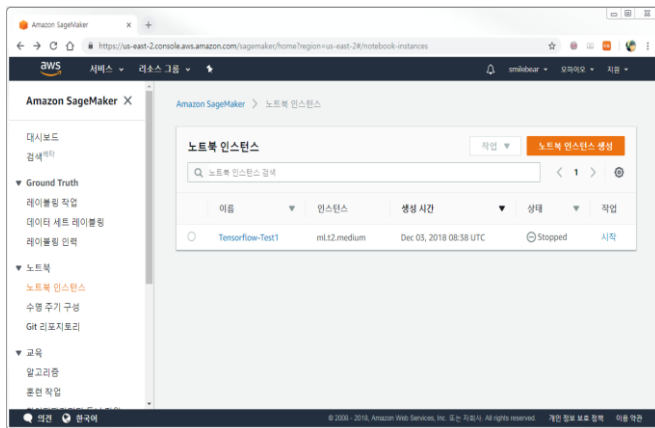 Amazon SageMaker
https://us-east-2.console.aws.amazon.com/sagemaker/home?region=us-east-2#/notebook-instances
aws 서비스 리소스 그룹 smilebear 오하이오 지원
Amazon SageMaker X
대시보드
검색베타
Ground Truth
레이블링 작업
데이터 세트 레이블링
레이블링 인력
노트북
노트북 인스턴스
수명 주기 구성
Git 리포지토리
교육
알고리즘
훈련 작업
Amazon SageMaker > 노트북 인스턴스
노트북 인스턴스 작업 노트북 인스턴스 생성
노트북 인스턴스 검색 < 1 >
이름 인스턴스 생성 시간 상태 작업
Tensorflow-Test1 ml.t2.medium Dec 03, 2018 08:38 UTC Stopped 시작
의견 한국어 © 2008 - 2018, Amazon Web Services, Inc. 또는 자회사. All rights reserved. 개인 정보 보호 정책 이용 약관